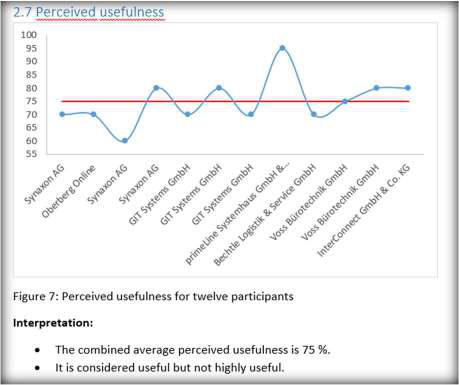 2.7 Perceived usefulness
100
95
90
85
80
75
70
65
60
55
Synaxon AG
Oberberg Online
Synaxon AG
Synaxon AG
GIT Systems GmbH
GIT Systems GmbH
GIT Systems GmbH
primeLine Systemhaus GmbH &...
Bechtle Logistik & Service GmbH
Voss Bürotechnik GmbH
Voss Bürotechnik GmbH
InterConnect GmbH & Co. KG
Figure 7: Perceived usefulness for twelve participants
Interpretation:
• The combined average perceived usefulness is 75 %.
• It is considered useful but not highly useful.